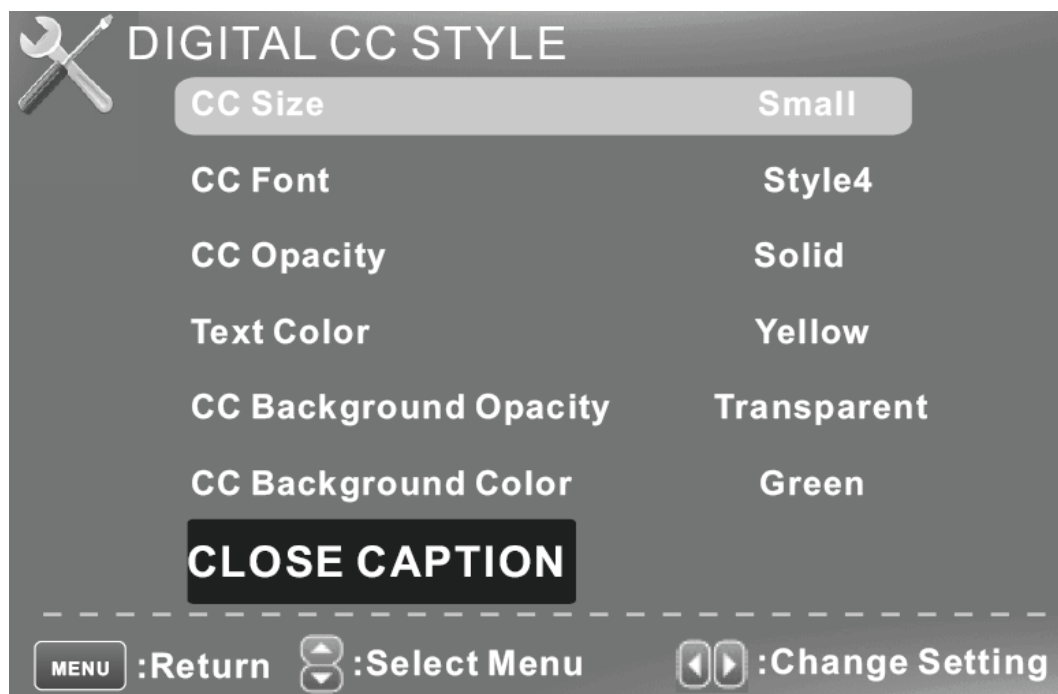 DIGITAL CC STYLE
CC Size Small
CC Font Style4
CC Opacity Solid
Text Color Yellow
CC Background Opacity Transparent
CC Background Color Green
CLOSE CAPTION
MENU :Return :Select Menu :Change Setting